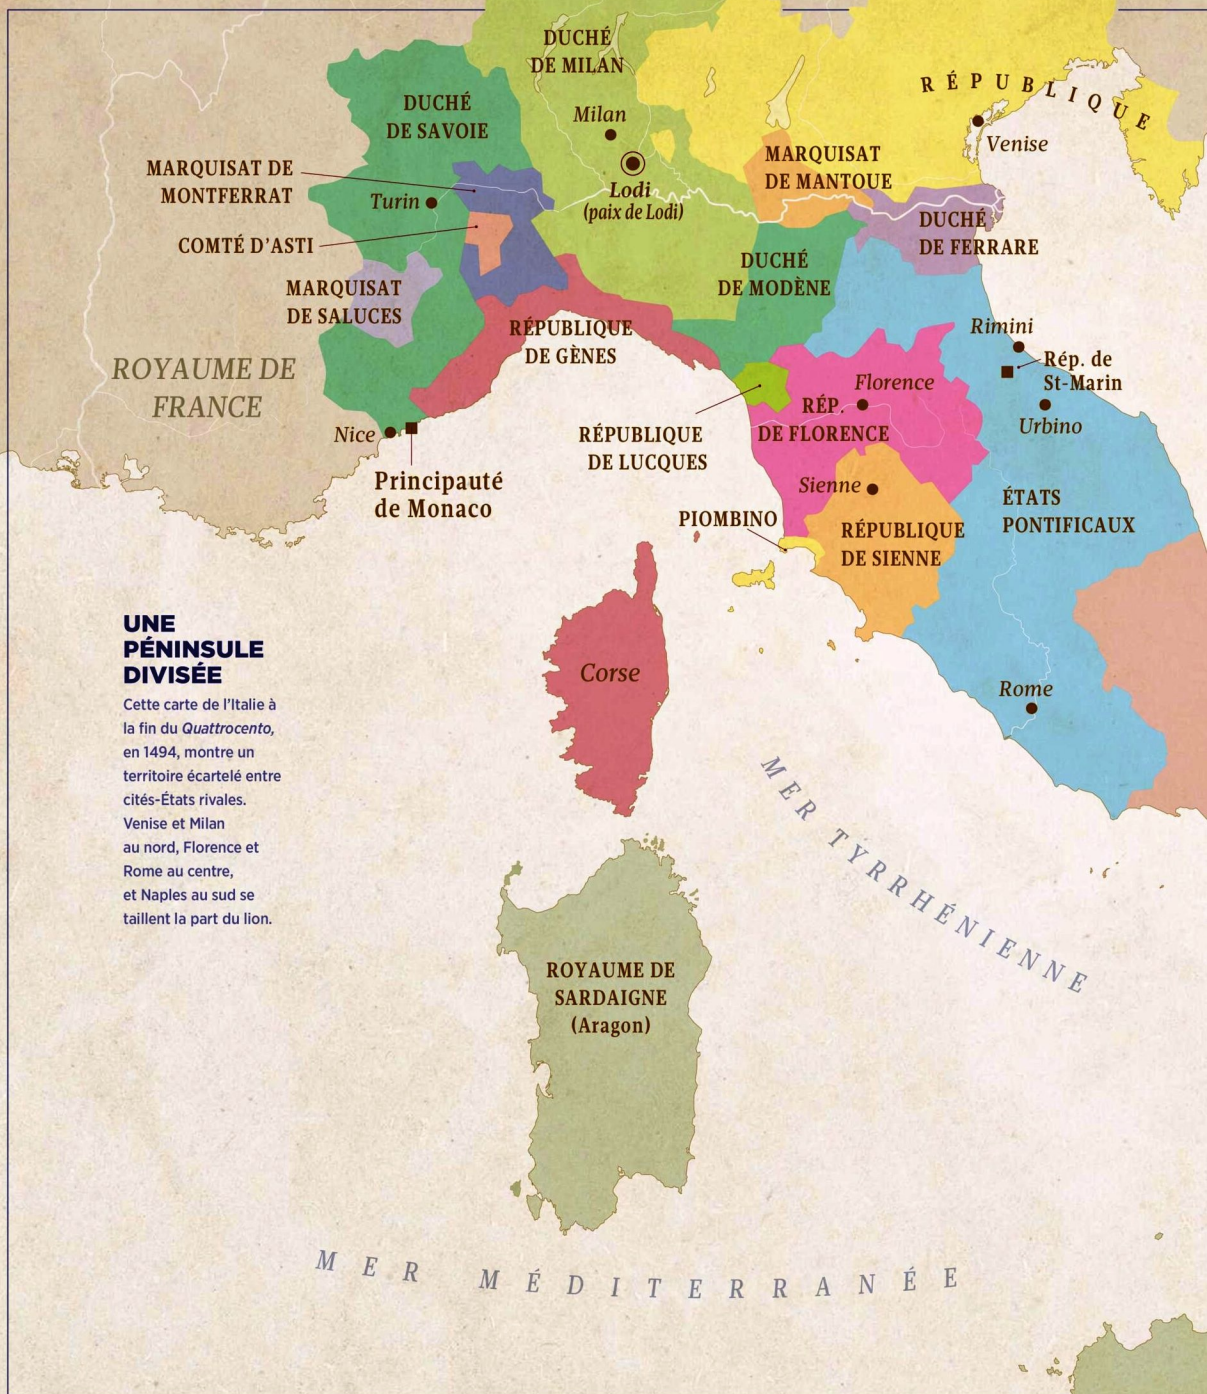 DUCHÉ
DE MILAN
DUCHÉ
DE SAVOIE
RÉPUBLIQUE
Milan
Venise
Lodi
(paix de Lodi)
MARQUISAT
DE MANTOUE
MARQUISAT DE
MONTFERRAT
Turin
COMTÉ D’ASTI
DUCHÉ
DE FERRARE
DUCHÉ
DE MODÈNE
MARQUISAT
DE SALUCES
RÉPUBLIQUE
DE GÈNES
Rimini
Rép. de
St-Marin
ROYAUME DE
FRANCE
Florence
RÉP.
DE FLORENCE
Urbino
Nice
RÉPUBLIQUE
DE LUCQUES
Principauté
de Monaco
Sienne
ÉTATS
PONTIFICAUX
PIOMBINO
RÉPUBLIQUE
DE SIENNE
UNE
PÉNINSULE
DIVISÉE
Cette carte de l’Italie à
la fin du Quattrocento,
en 1494, montre un
territoire écartelé entre
cités-États rivales.
Venise et Milan
au nord, Florence et
Rome au centre,
et Naples au sud se
taillent la part du lion.
Corse
Rome
MER TYRRHÉNIENNE
ROYAUME DE
SARDAIGNE
(Aragon)
MER MÉDITERRANÉE